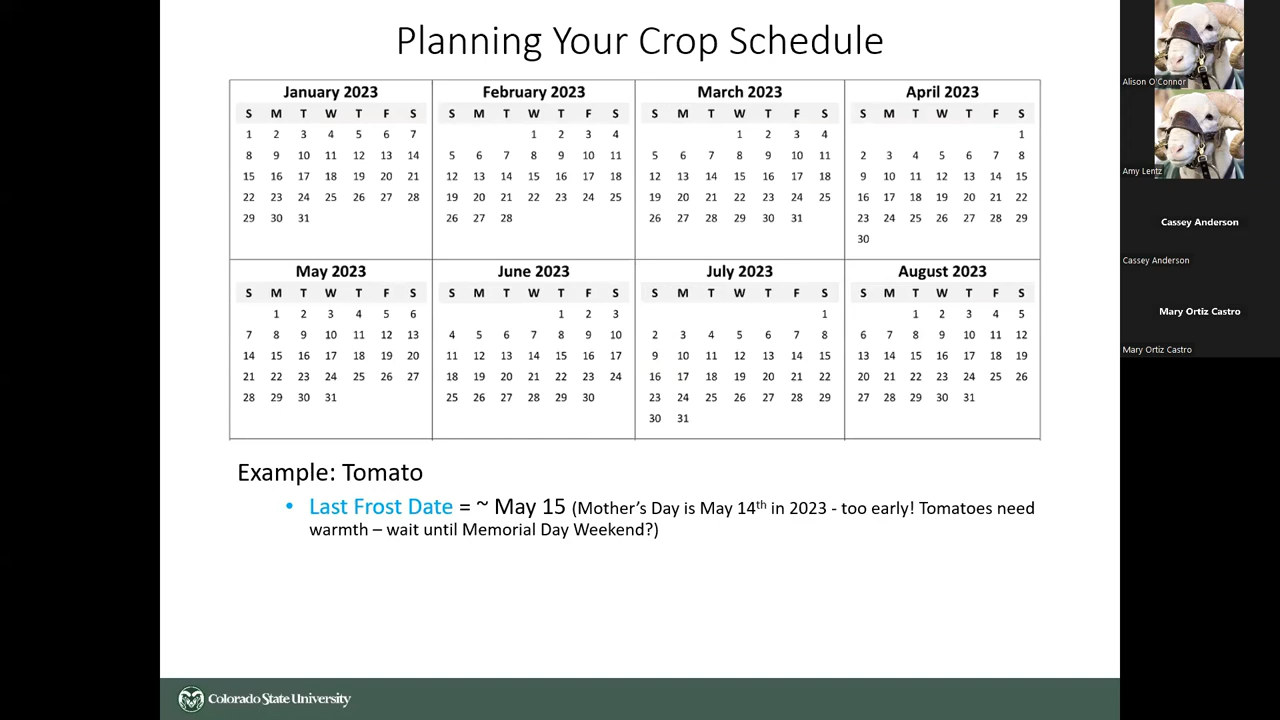 Planning Your Crop Schedule
January 2023 February 2023 March 2023 April 2023
S M T W T F S S M T W T F S S M T W T F S S M T W T F S
1 2 3 4 5 6 7 1 2 3 4 1 2 3 4 1
8 9 10 11 12 13 14 5 6 7 8 9 10 11 5 6 7 8 9 10 11 2 3 4 5 6 7 8
15 16 17 18 19 20 21 12 13 14 15 16 17 18 12 13 14 15 16 17 18 9 10 11 12 13 14 15
22 23 24 25 26 27 28 19 20 21 22 23 24 25 19 20 21 22 23 24 25 16 17 18 19 20 21 22
29 30 31 26 27 28 26 27 28 29 30 31 23 24 25 26 27 28 29
30
May 2023 June 2023 July 2023 August 2023
S M T W T F S S M T W T F S S M T W T F S S M T W T F S
1 2 3 4 5 6 1 2 3 1 1 2 3 4 5
7 8 9 10 11 12 13 4 5 6 7 8 9 10 2 3 4 5 6 7 8 6 7 8 9 10 11 12
14 15 16 17 18 19 20 11 12 13 14 15 16 17 9 10 11 12 13 14 15 13 14 15 16 17 18 19
21 22 23 24 25 26 27 18 19 20 21 22 23 24 16 17 18 19 20 21 22 20 21 22 23 24 25 26
28 29 30 31 25 26 27 28 29 30 23 24 25 26 27 28 29 27 28 29 30 31
30 31
Example: Tomato
• Last Frost Date = ~ May 15 (Mother’s Day is May 14th in 2023 - too early! Tomatoes need
warmth – wait until Memorial Day Weekend?)
Colorado State University
Alison O'Connor
Amy Lentz
Cassey Anderson
Cassey Anderson
Mary Ortiz Castro
Mary Ortiz Castro